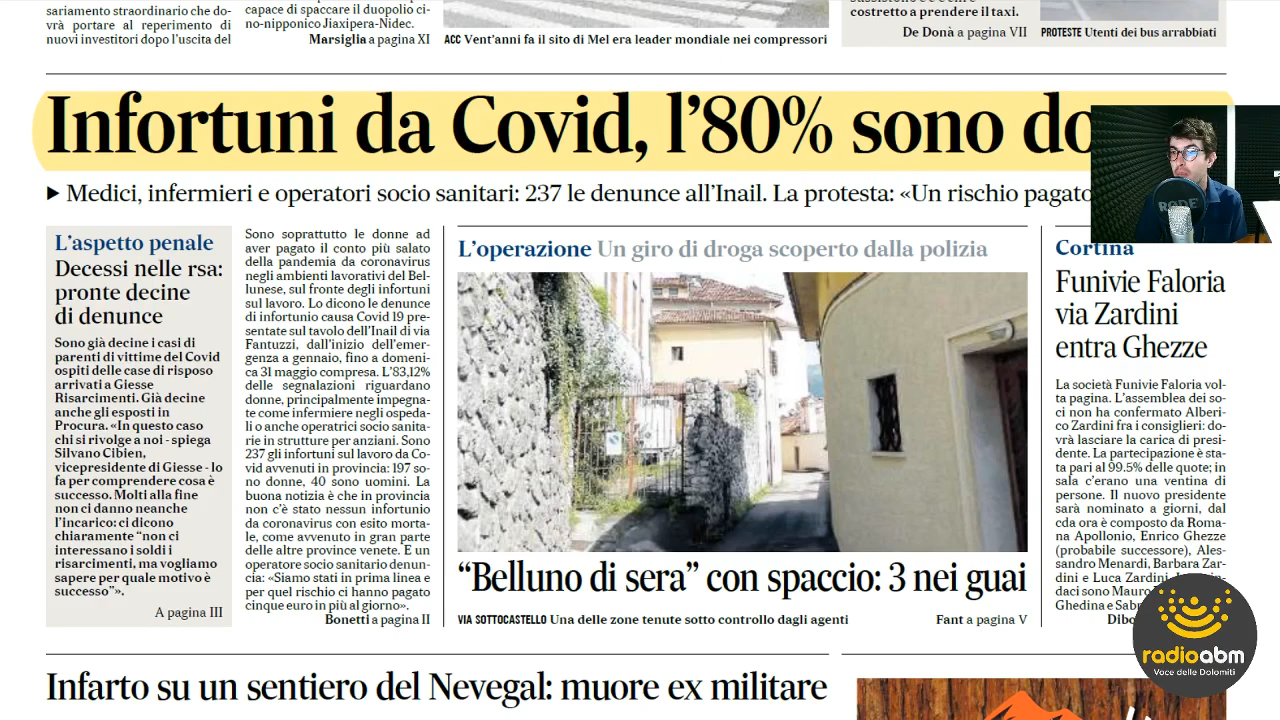 sariamento straordinario che do-
vrà portare al reperimento di
nuovi investitori dopo l'uscita del
capace di spaccare il duopolio ci-
no-nipponico Jiaxipera-Nidec.
Marsiglia a pagina XI
ACC Vent'anni fa il sito di Mel era leader mondiale nei compressori
costretto a prendere il taxi.
De Donà a pagina VII
PROTESTE Utenti dei bus arrabbiati
Infortuni da Covid, l'80% sono do
Medici, infermieri e operatori socio sanitari: 237 le denunce all'Inail. La protesta: «Un rischio pagato
L'aspetto penale
Decessi nelle rsa:
pronte decine
di denunce
Sono già decine i casi di
parenti di vittime del Covid
ospiti delle case di risposo
arrivati a Giesse
Risarcimenti. Già decine
anche gli esposti in
Procura. «In questo caso
chi si rivolge a noi - spiega
Silvano Cibien,
vicepresidente di Giesse - lo
fa per comprendere cosa è
successo. Molti alla fine
non ci danno neanche
l'incarico: ci dicono
chiaramente “non ci
interessano i soldi i
risarcimenti, ma vogliamo
sapere per quale motivo è
successo”».
A pagina III
Sono soprattutto le donne ad
aver pagato il conto più salato
della pandemia da coronavirus
negli ambienti lavorativi del Bel-
lunese, sul fronte degli infortuni
sul lavoro. Lo dicono le denunce
di infortunio causa Covid 19 pre-
sentate sul tavolo dell'Inail di via
Fantuzzi, dall'inizio dell'emer-
genza a gennaio, fino a domeni-
ca 31 maggio compresa. L'83,12%
delle segnalazioni riguardano
donne, principalmente impegna-
te come infermiere negli ospeda-
li o anche operatrici socio sanita-
rie in strutture per anziani. Sono
237 gli infortuni sul lavoro da Co-
vid avvenuti in provincia: 197 so-
no donne, 40 sono uomini. La
buona notizia è che in provincia
non c'è stato nessun infortunio
da coronavirus con esito morta-
le, come avvenuto in gran parte
delle altre province venete. E un
operatore socio sanitario denun-
cia: «Siamo stati in prima linea e
per quel rischio ci hanno pagato
cinque euro in più al giorno».
Bonetti a pagina II
L'operazione Un giro di droga scoperto dalla polizia
“Belluno di sera” con spaccio: 3 nei guai
VIA SOTTOCASTELLO Una delle zone tenute sotto controllo dagli agenti
Fant a pagina V
RODE
Cortina
Funivie Faloria
via Zardini
entra Ghezze
La società Funivie Faloria vol-
ta pagina. L'assemblea dei so-
ci non ha confermato Alberi-
co Zardini fra i consiglieri: do-
vrà lasciare la carica di presi-
dente. La partecipazione è sta-
ta pari al 99.5% delle quote; in
sala c'erano una ventina di
persone. Il nuovo presidente
sarà nominato a giorni, dal
cda ora è composto da Roma-
na Apollonio, Enrico Ghezze
(probabile successore), Ales-
sandro Menardi, Barbara Zar-
dini e Luca Zardini.
daci sono Mauro
Ghedina e
radioabm
Voce delle Dolomiti
Infarto su un sentiero del Nevegal: muore ex militare